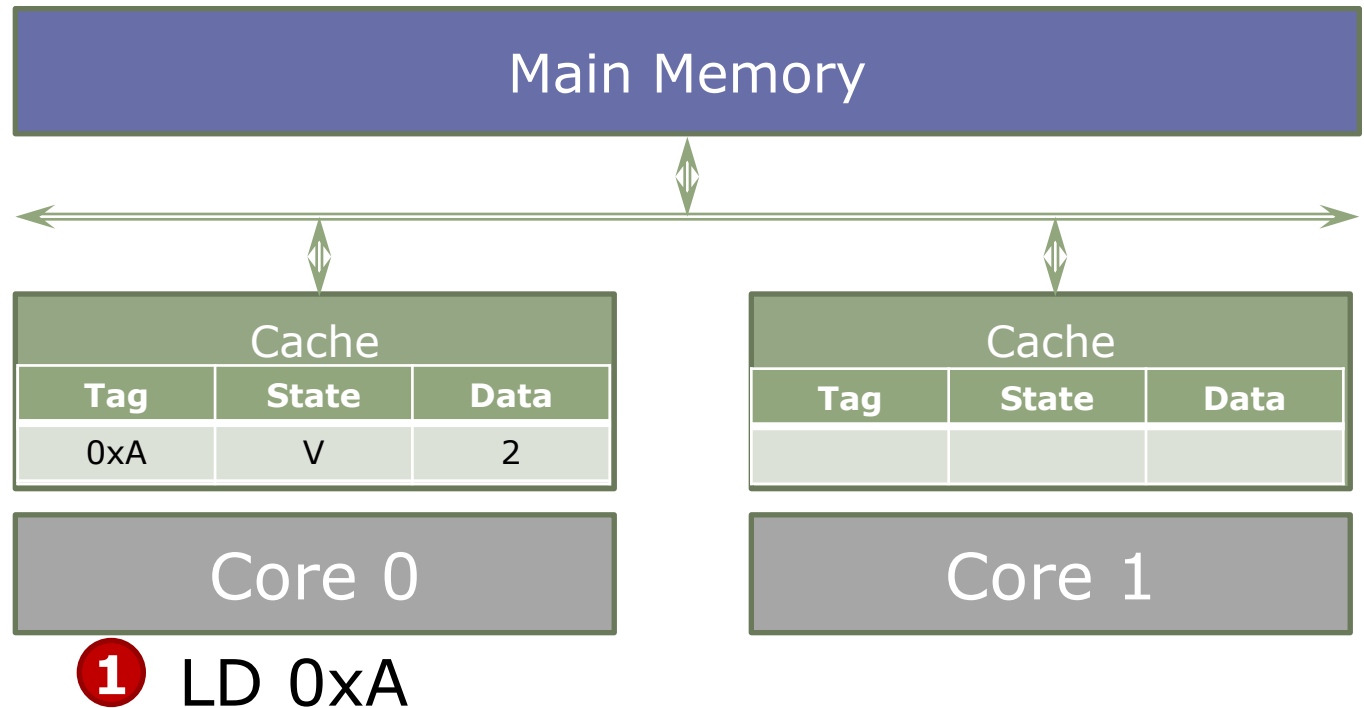 Main Memory
Cache
Tag State Data
0xA V 2
Cache
Tag State Data
Core 0
Core 1
1 LD 0xA